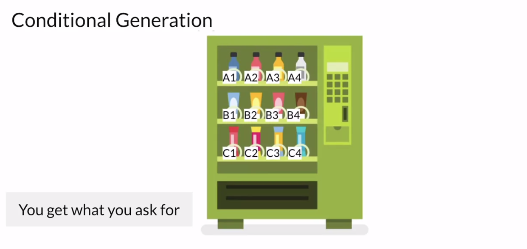 Conditional Generation
A1 A2 A3 A4
B1 B2 B3 B4
C1 C2 C3 C4
You get what you ask for